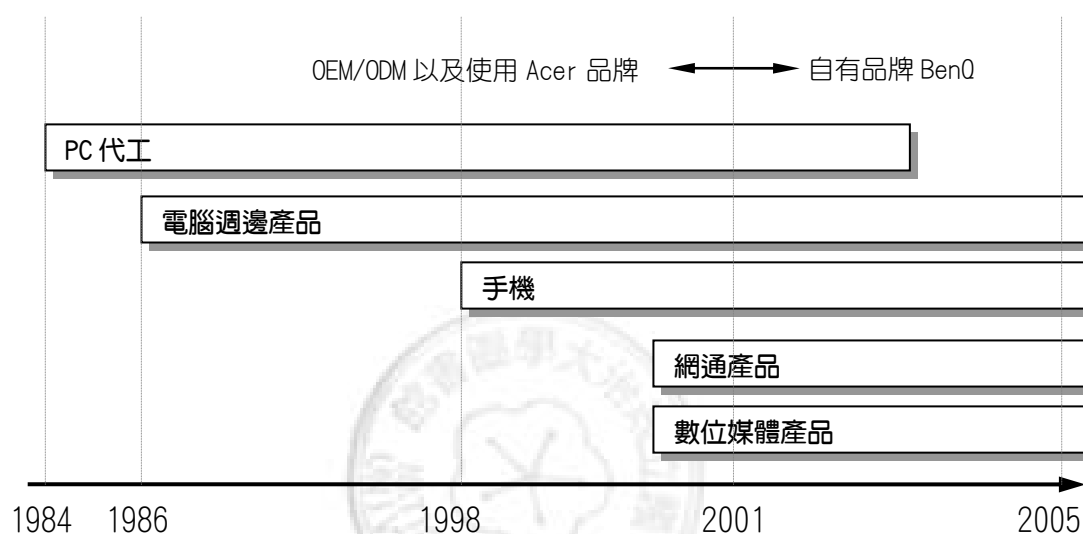 OEM/ODM 以及使用 Acer 品牌 自有品牌 BenQ
PC 代工
電腦週邊產品
手機
網通產品
數位媒體產品
1984 1986 1998 2001 2005